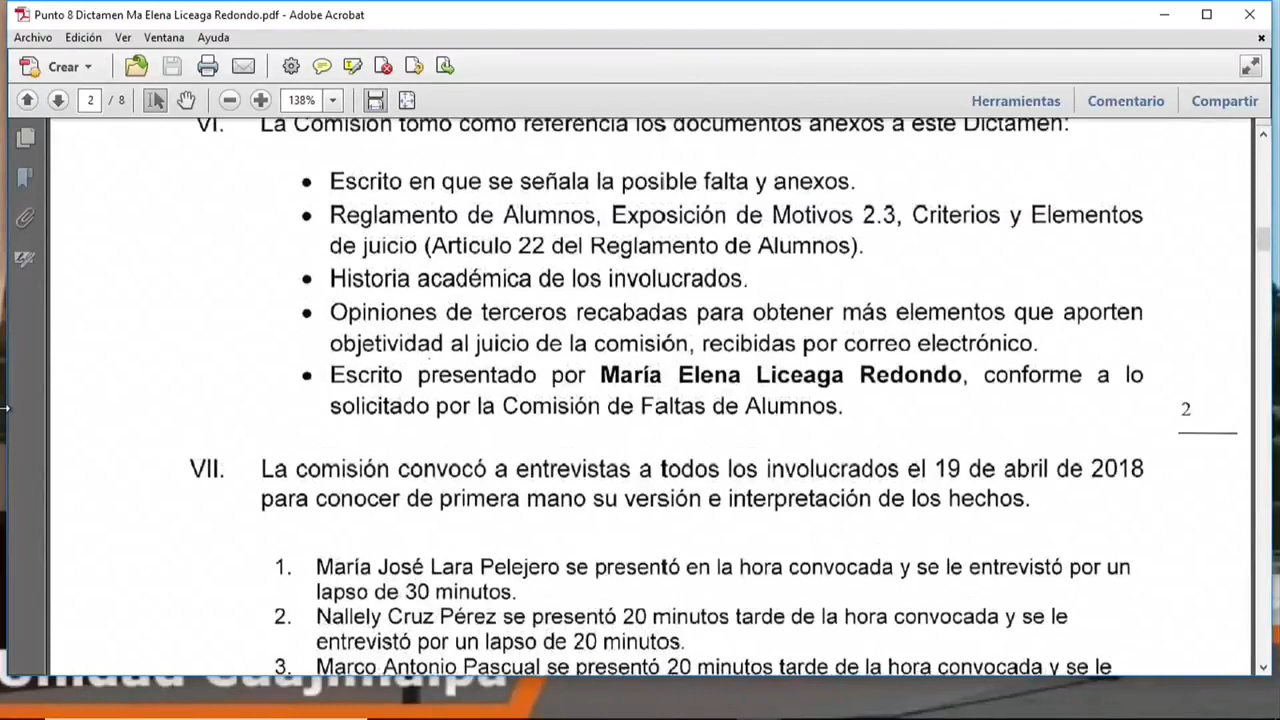 Punto 8 Dictamen Ma Elena Liceaga Redondo.pdf - Adobe Acrobat
Archivo Edición Ver Ventana Ayuda
Crear
2 / 8 138% Herramientas Comentario Compartir
VI. La Comisión tomó como referencia los documentos anexos a este Dictamen:
• Escrito en que se señala la posible falta y anexos.
• Reglamento de Alumnos, Exposición de Motivos 2.3, Criterios y Elementos
de juicio (Artículo 22 del Reglamento de Alumnos).
• Historia académica de los involucrados.
• Opiniones de terceros recabadas para obtener más elementos que aporten
objetividad al juicio de la comisión, recibidas por correo electrónico.
• Escrito presentado por María Elena Liceaga Redondo, conforme a lo
solicitado por la Comisión de Faltas de Alumnos.
2
VII. La comisión convocó a entrevistas a todos los involucrados el 19 de abril de 2018
para conocer de primera mano su versión e interpretación de los hechos.
1. María José Lara Pelejero se presentó en la hora convocada y se le entrevistó por un
lapso de 30 minutos.
2. Nallely Cruz Pérez se presentó 20 minutos tarde de la hora convocada y se le
entrevistó por un lapso de 20 minutos.
3. Marco Antonio Pascual se presentó 20 minutos tarde de la hora convocada y se le
Unidad Cuajimalpa